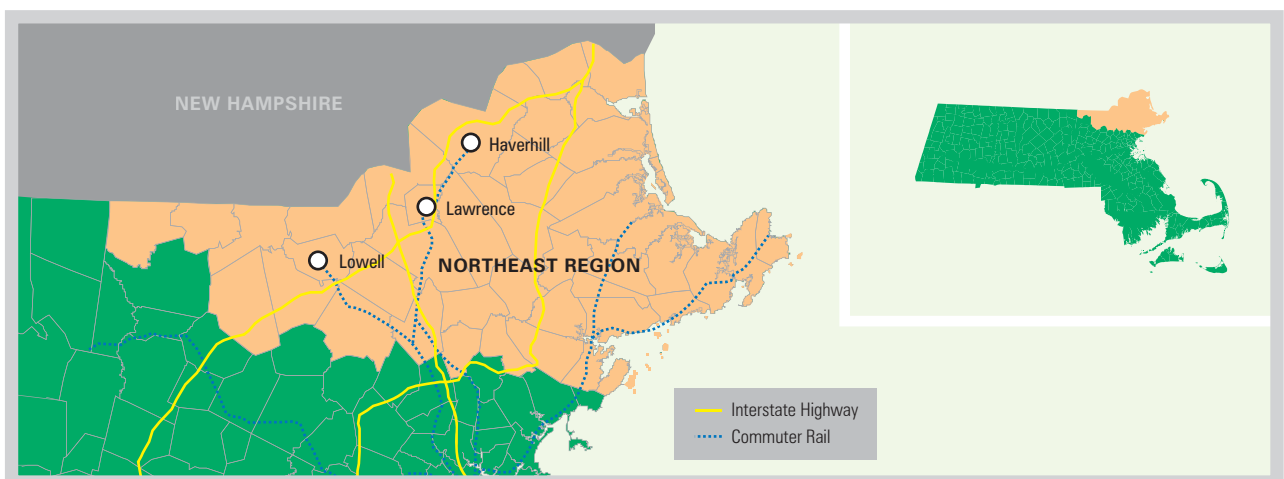 NEW HAMPSHIRE
Haverhill
Lawrence
Lowell
NORTHEAST REGION
Interstate Highway
Commuter Rail